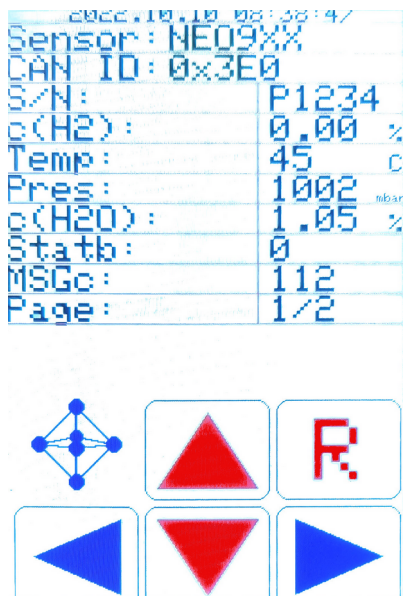 2022.10.10 08:38:47
Sensor: NEO9XX
CAN ID: 0x3E0
S/N: P1234
c(H2): 0.00 %
Temp: 45 C
Pres: 1002 mbar
c(H2O): 1.05 %
Statb: 0
MSGc: 112
Page: 1/2
R